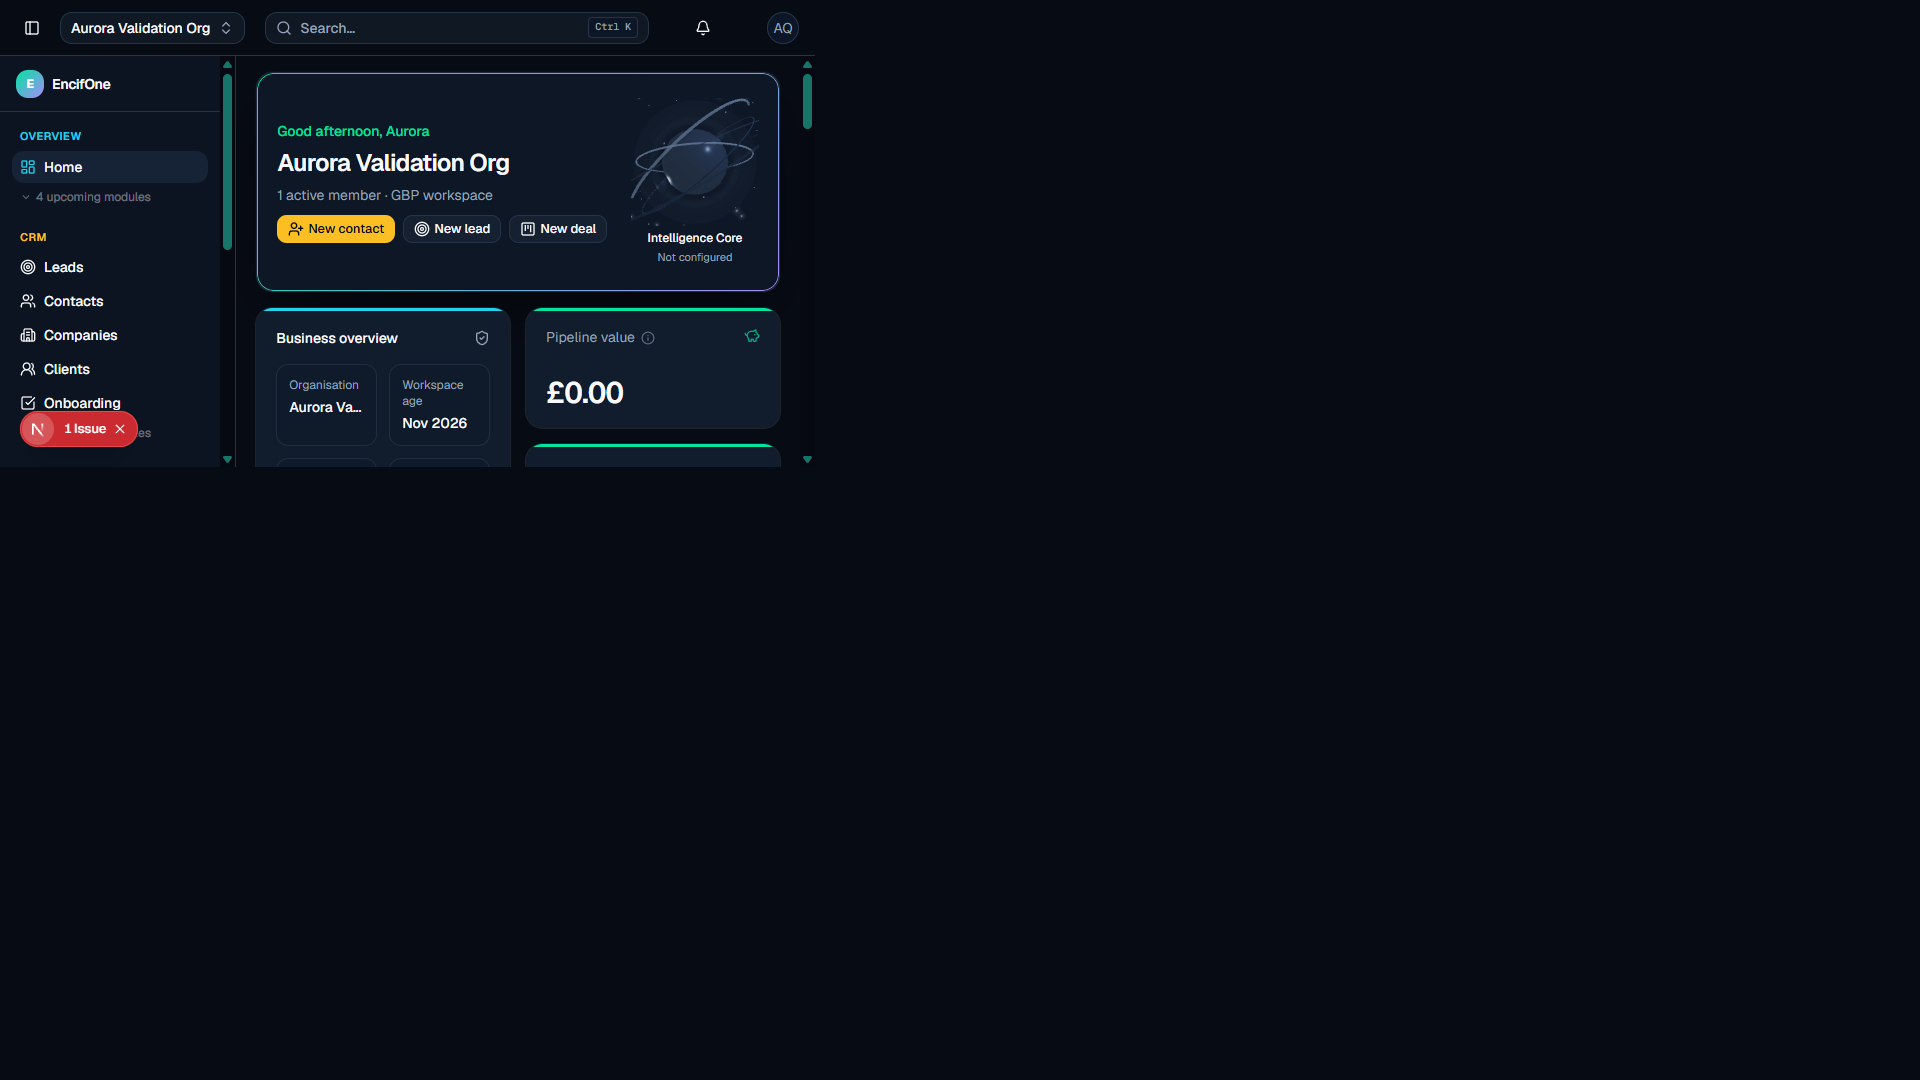 Aurora Validation Org
Search...
Ctrl K
AQ
E
EncifOne
OVERVIEW
Home
4 upcoming modules
CRM
Leads
Contacts
Companies
Clients
Onboarding
N
1 Issue
es
Good afternoon, Aurora
Aurora Validation Org
1 active member · GBP workspace
New contact
New lead
New deal
Intelligence Core
Not configured
Business overview
Organisation
Aurora Va...
Workspace
age
Nov 2026
Pipeline value
£0.00